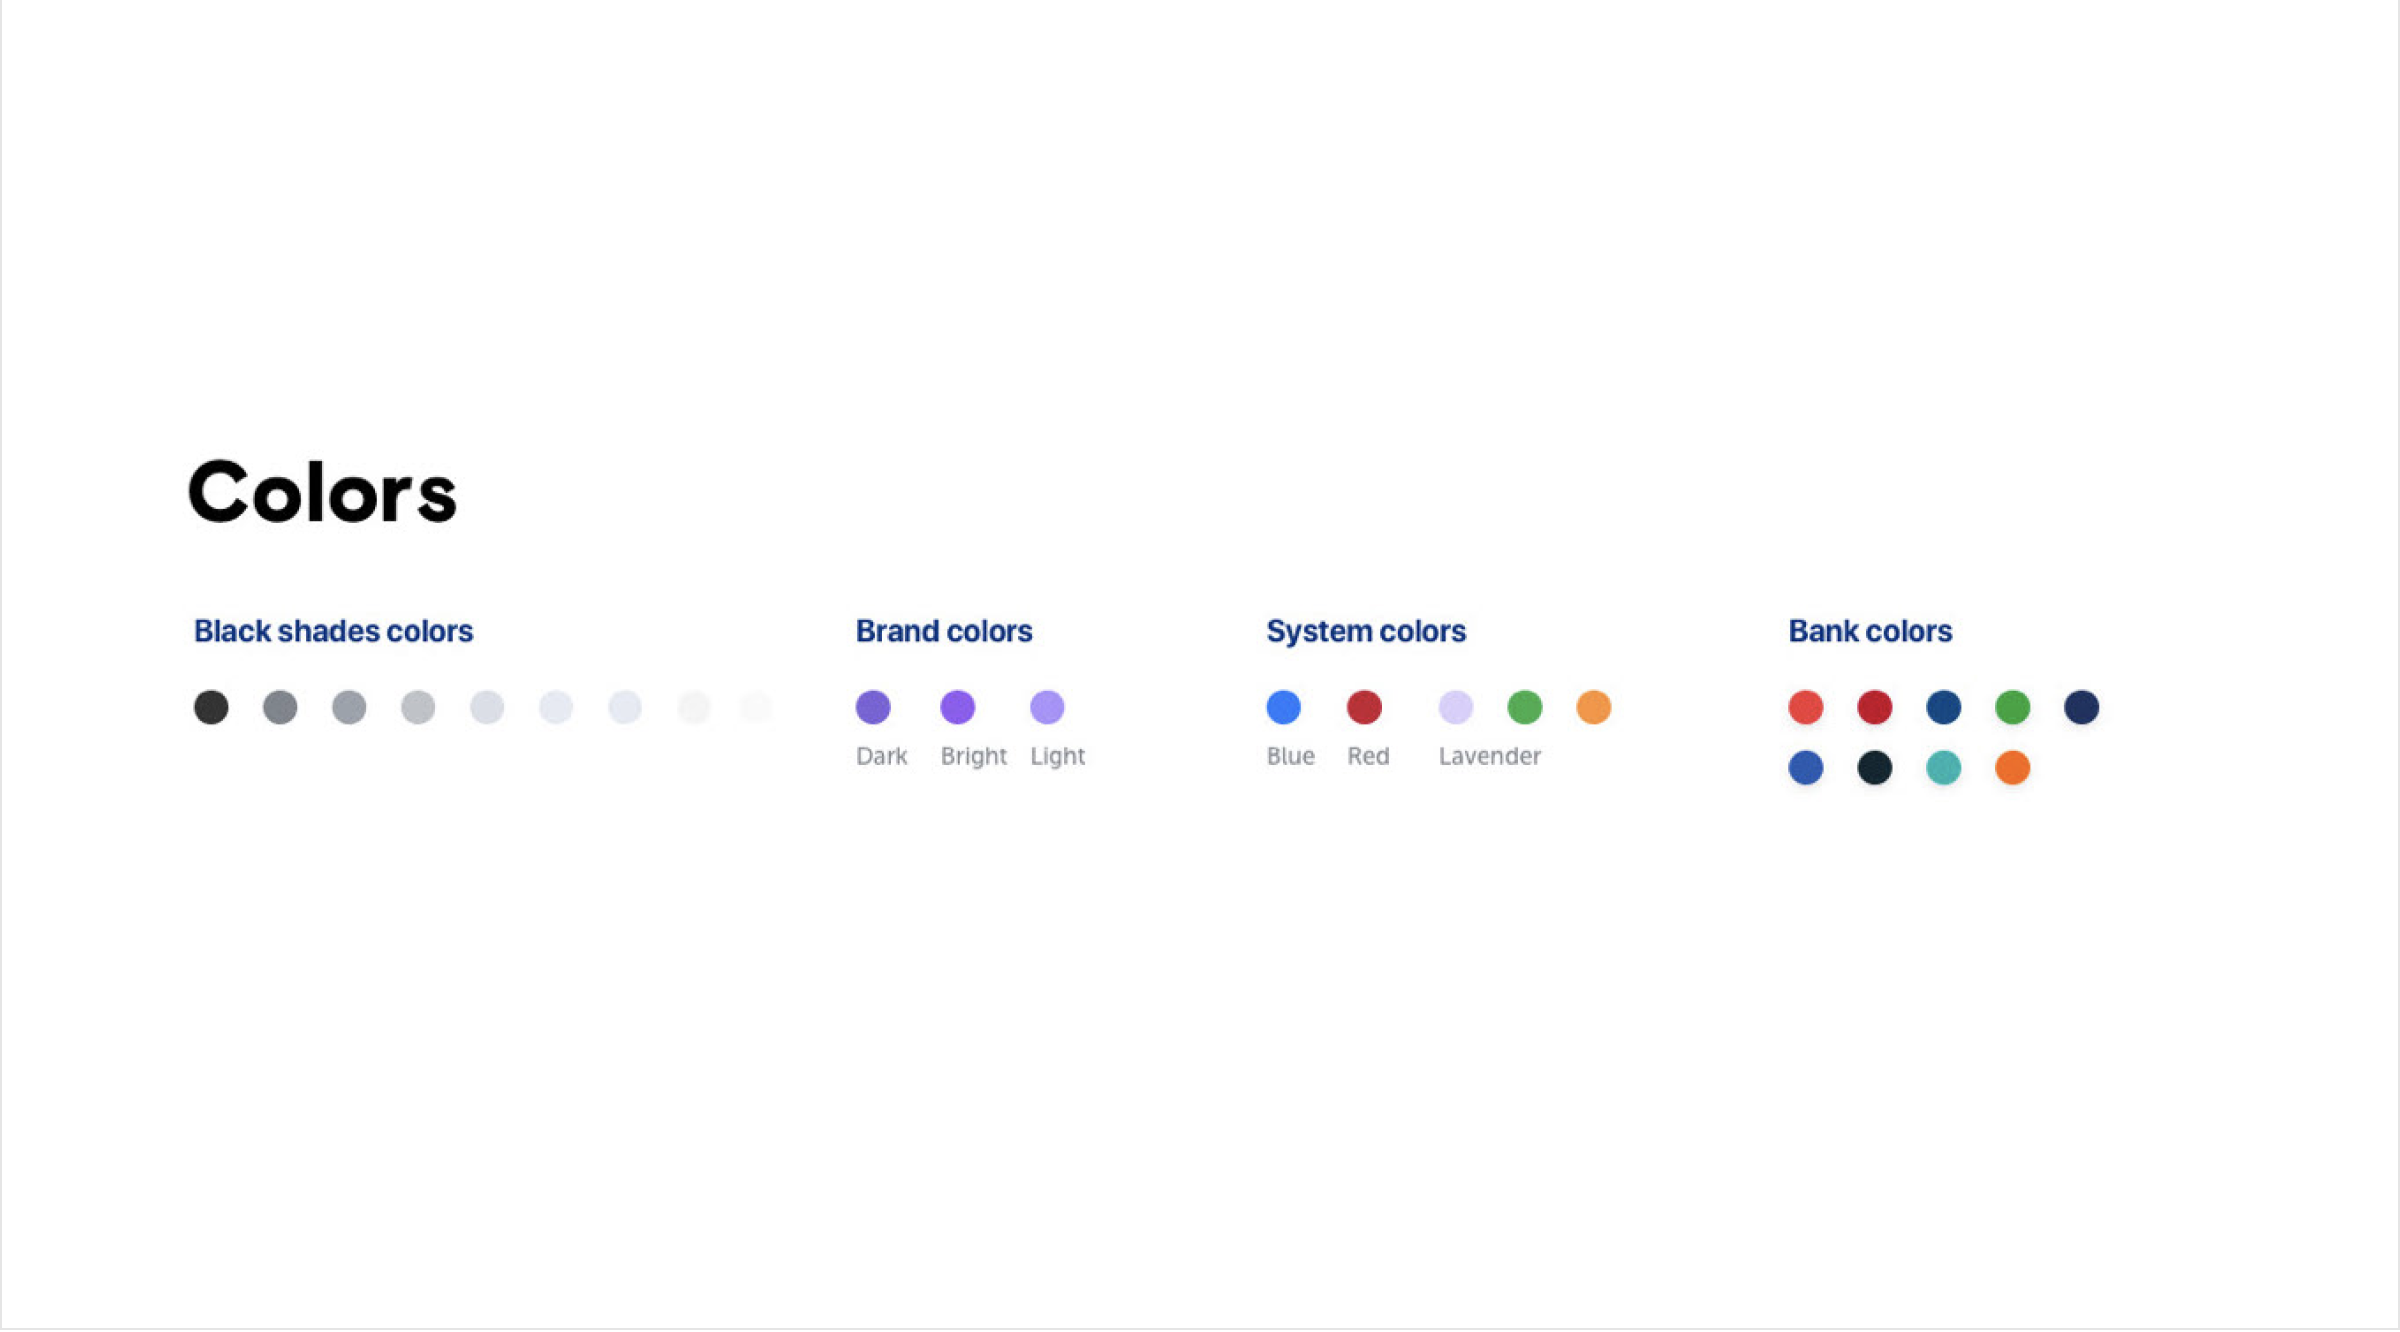 Colors
Black shades colors
Brand colors
Dark
Bright
Light
System colors
Blue
Red
Lavender
Bank colors